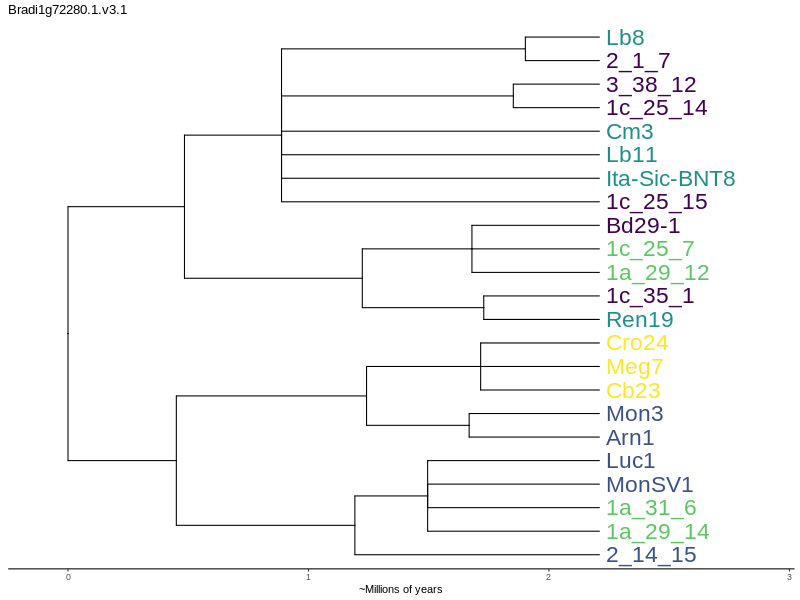 Bradi1g72280.1.v3.1
Lb8
2_1_7
3_38_12
1c_25_14
Cm3
Lb11
Ita-Sic-BNT8
1c_25_15
Bd29-1
1c_25_7
1a_29_12
1c_35_1
Ren19
Cro24
Meg7
Cb23
Mon3
Arn1
Luc1
MonSV1
1a_31_6
1a_29_14
2_14_15
0 1 2 3
~Millions of years